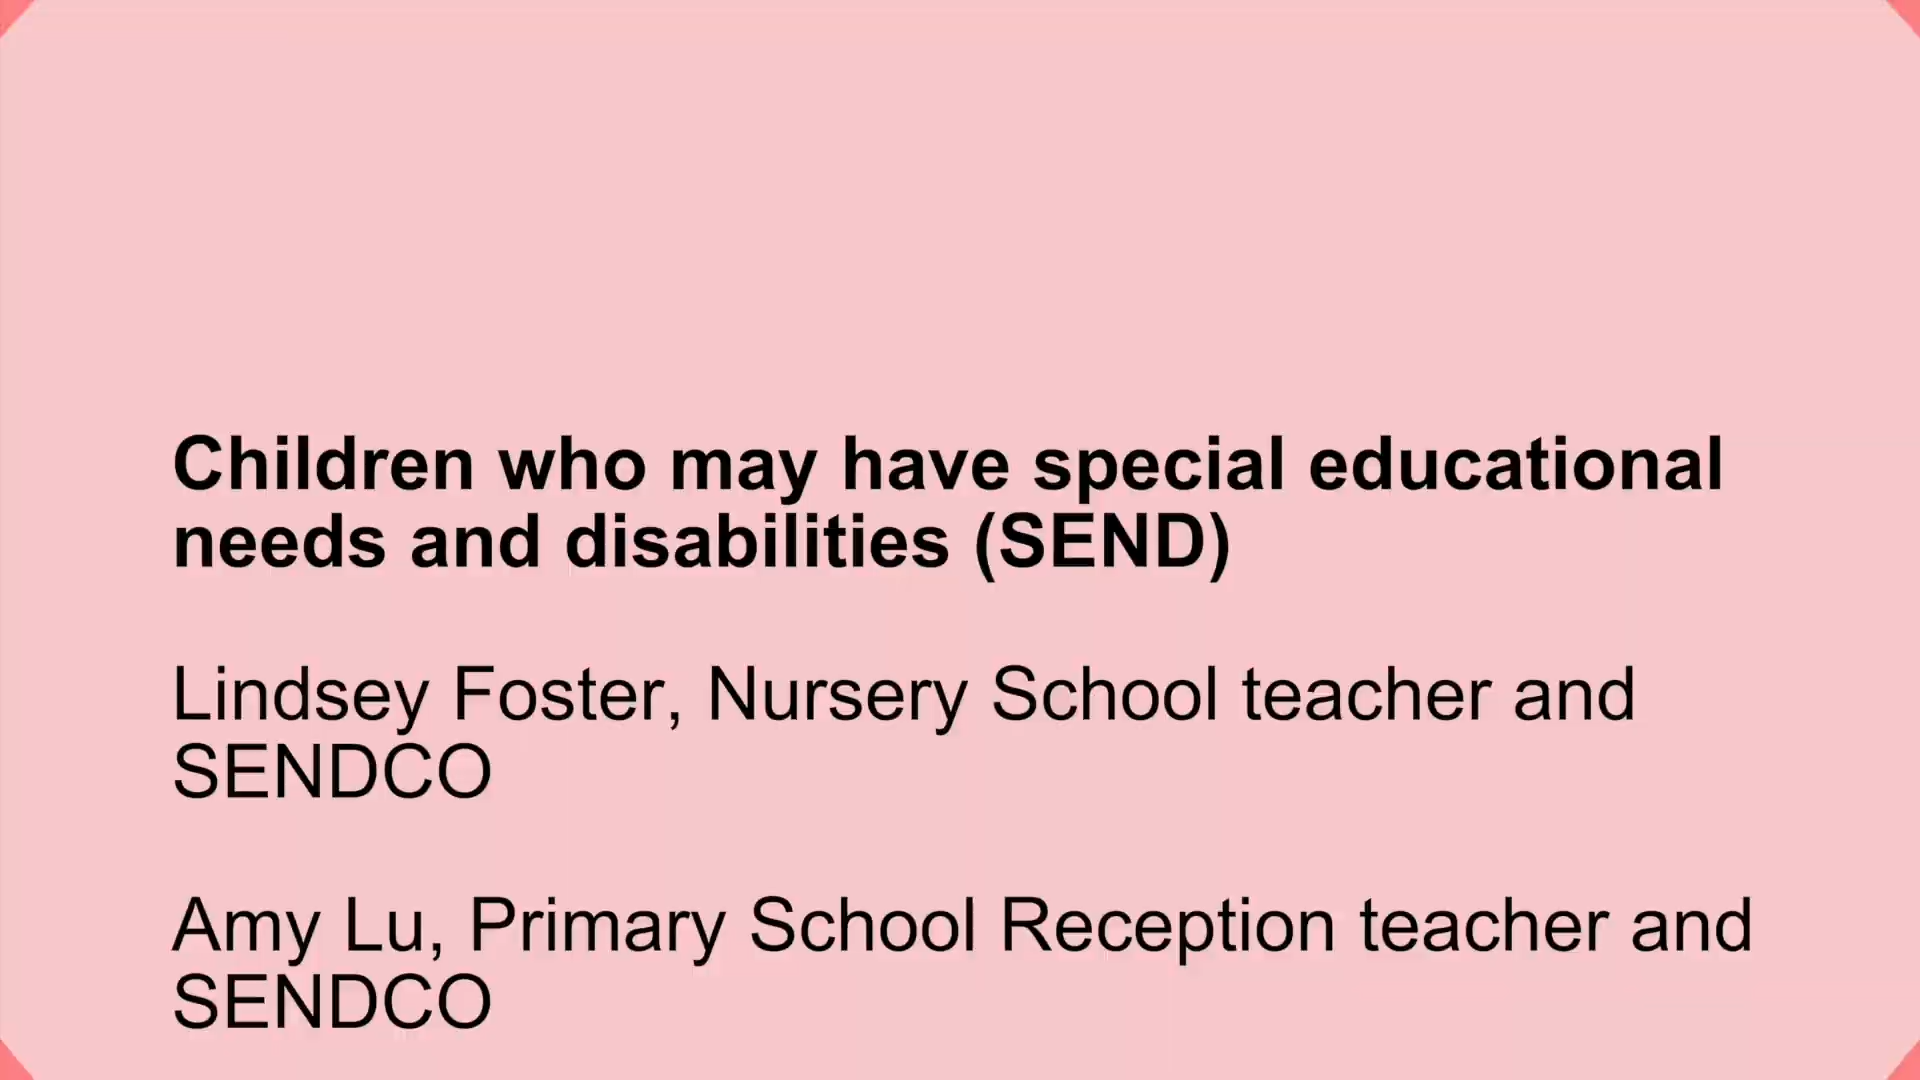 Children who may have special educational
needs and disabilities (SEND)
Lindsey Foster, Nursery School teacher and
SENDCO
Amy Lu, Primary School Reception teacher and
SENDCO